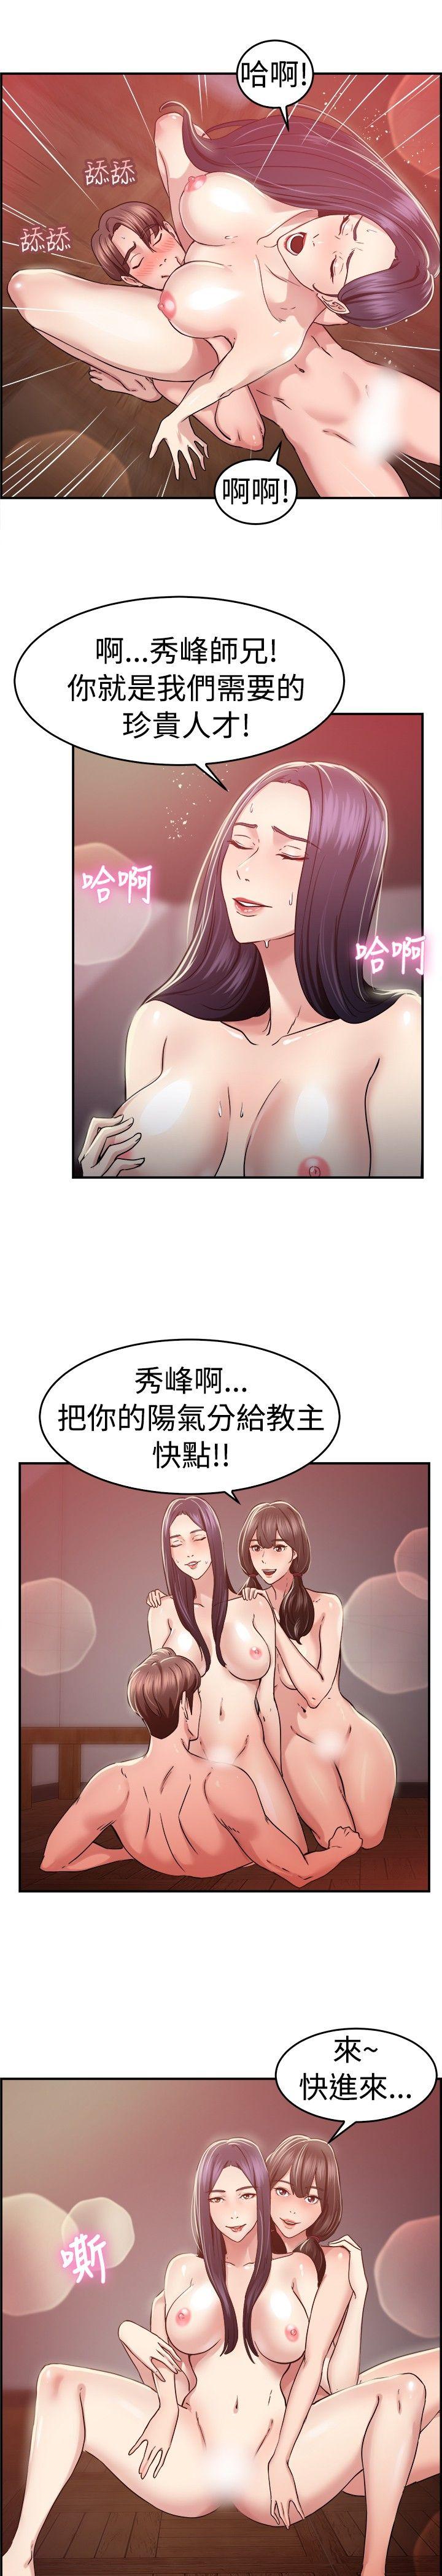 哈啊!
舔舔
舔舔
啊啊!
啊...秀峰師兄!
你就是我們需要的
珍貴人才!
哈啊
哈啊
秀峰啊...
把你的陽氣分給教主
快點!!
來~
快進來...
嘶